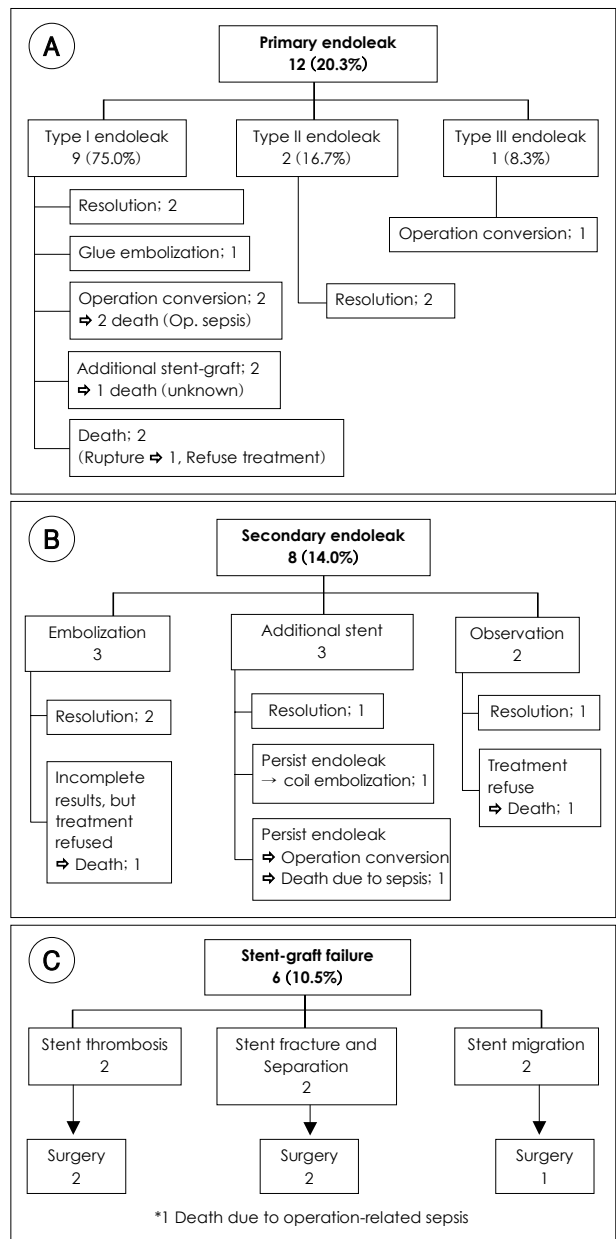 A
Primary endoleak
12 (20.3%)
Type I endoleak
9 (75.0%)
Type II endoleak
2 (16.7%)
Type III endoleak
1 (8.3%)
Resolution; 2
Glue embolization; 1
Operation conversion; 2
⇨ 2 death (Op. sepsis)
Additional stent-graft; 2
⇨ 1 death (unknown)
Death; 2
(Rupture ⇨ 1, Refuse treatment)
Resolution; 2
Operation conversion; 1
B
Secondary endoleak
8 (14.0%)
Embolization
3
Additional stent
3
Observation
2
Resolution; 2
Incomplete
results, but
treatment
refused
⇨ Death; 1
Resolution; 1
Persist endoleak
→ coil embolization; 1
Persist endoleak
⇨ Operation conversion
⇨ Death due to sepsis; 1
Resolution; 1
Treatment
refuse
⇨ Death; 1
C
Stent-graft failure
6 (10.5%)
Stent thrombosis
2
Stent fracture and
Separation
2
Stent migration
2
Surgery
2
Surgery
2
Surgery
1
*1 Death due to operation-related sepsis